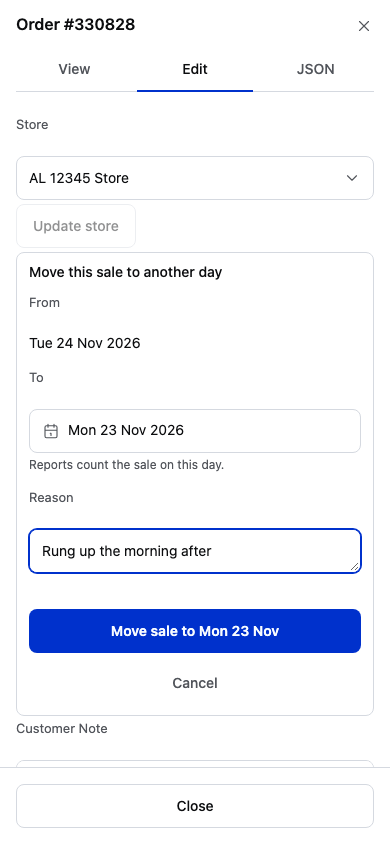 Order #330828
View
Edit
JSON
Store
AL 12345 Store
Update store
Move this sale to another day
From
Tue 24 Nov 2026
To
Mon 23 Nov 2026
Reports count the sale on this day.
Reason
Rung up the morning after
Move sale to Mon 23 Nov
Cancel
Customer Note
Close